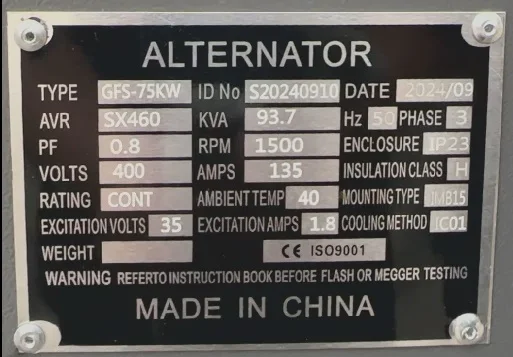 ALTERNATOR
TYPE GFS-75KW ID No S20240910 DATE 2024/09
AVR SX460 KVA 93.7 Hz 50 PHASE 3
PF 0.8 RPM 1500 ENCLOSURE IP23
VOLTS 400 AMPS 135 INSULATION CLASS H
RATING CONT AMBIENT TEMP 40 MOUNTING TYPE IMB15
EXCITATION VOLTS 35 EXCITATION AMPS 1.8 COOLING METHOD IC01
WEIGHT CE ISO9001
WARNING REFERTO INSTRUCTION BOOK BEFORE FLASH OR MEGGER TESTING
MADE IN CHINA